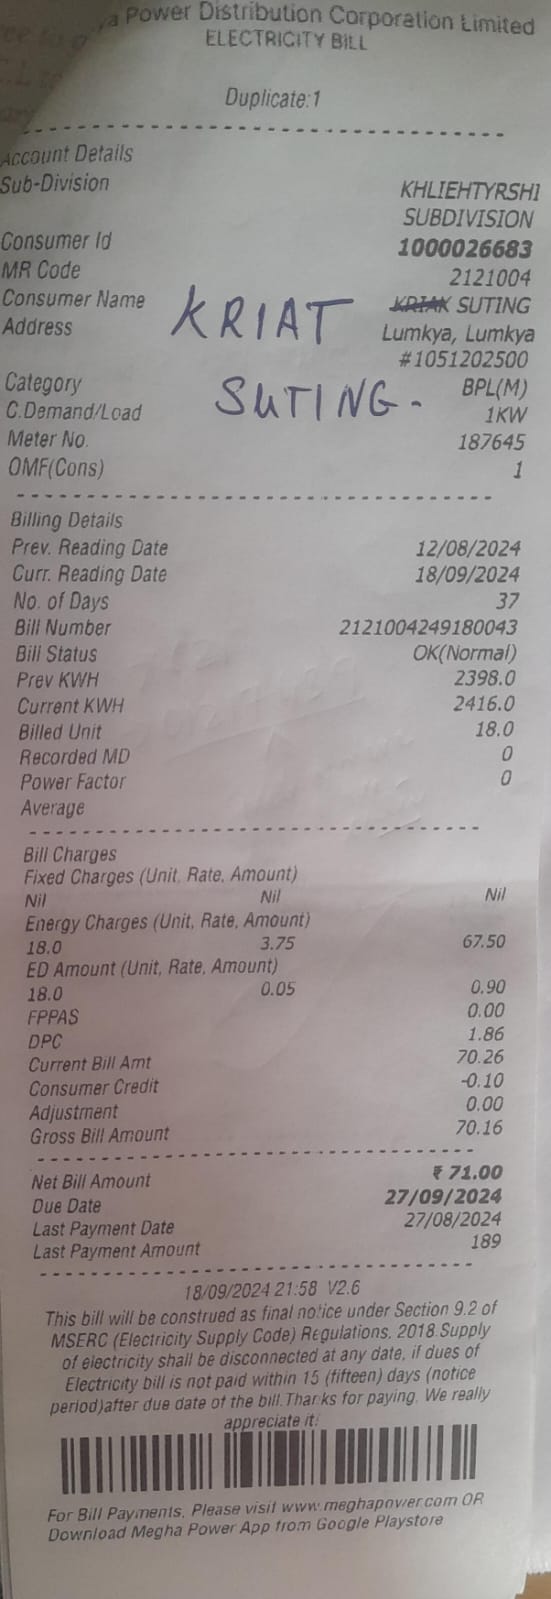 Power Distribution Corporation Limited
ELECTRICITY BILL
Duplicate:1
Account Details
Sub-Division KHLIEHTYRSHI
SUBDIVISION
Consumer Id 1000026683
MR Code 2121004
Consumer Name KRIAK SUTING
KRIAT
Address Lumkya, Lumkya
#1051202500
Category BPL(M)
SUTING.
C.Demand/Load 1KW
Meter No. 187645
OMF(Cons) 1
Billing Details
Prev. Reading Date 12/08/2024
Curr. Reading Date 18/09/2024
No. of Days 37
Bill Number 2121004249180043
Bill Status OK(Normal)
Prev KWH 2398.0
Current KWH 2416.0
Billed Unit 18.0
Recorded MD 0
Power Factor 0
Average
Bill Charges
Fixed Charges (Unit, Rate, Amount)
Nil Nil Nil
Energy Charges (Unit, Rate, Amount)
18.0 3.75 67.50
ED Amount (Unit, Rate, Amount)
18.0 0.05 0.90
FPPAS 0.00
DPC 1.86
Current Bill Amt 70.26
Consumer Credit -0.10
Adjustment 0.00
Gross Bill Amount 70.16
Net Bill Amount ₹ 71.00
Due Date 27/09/2024
Last Payment Date 27/08/2024
Last Payment Amount 189
18/09/2024 21:58 V2.6
This bill will be construed as final notice under Section 9.2 of
MSERC (Electricity Supply Code) Regulations, 2018.Supply
of electricity shall be disconnected at any date, if dues of
Electricity bill is not paid within 15 (fifteen) days (notice
period)after due date of the bill.Thanks for paying. We really
appreciate it!
For Bill Payments, Please visit www.meghapower.com OR
Download Megha Power App from Google Playstore